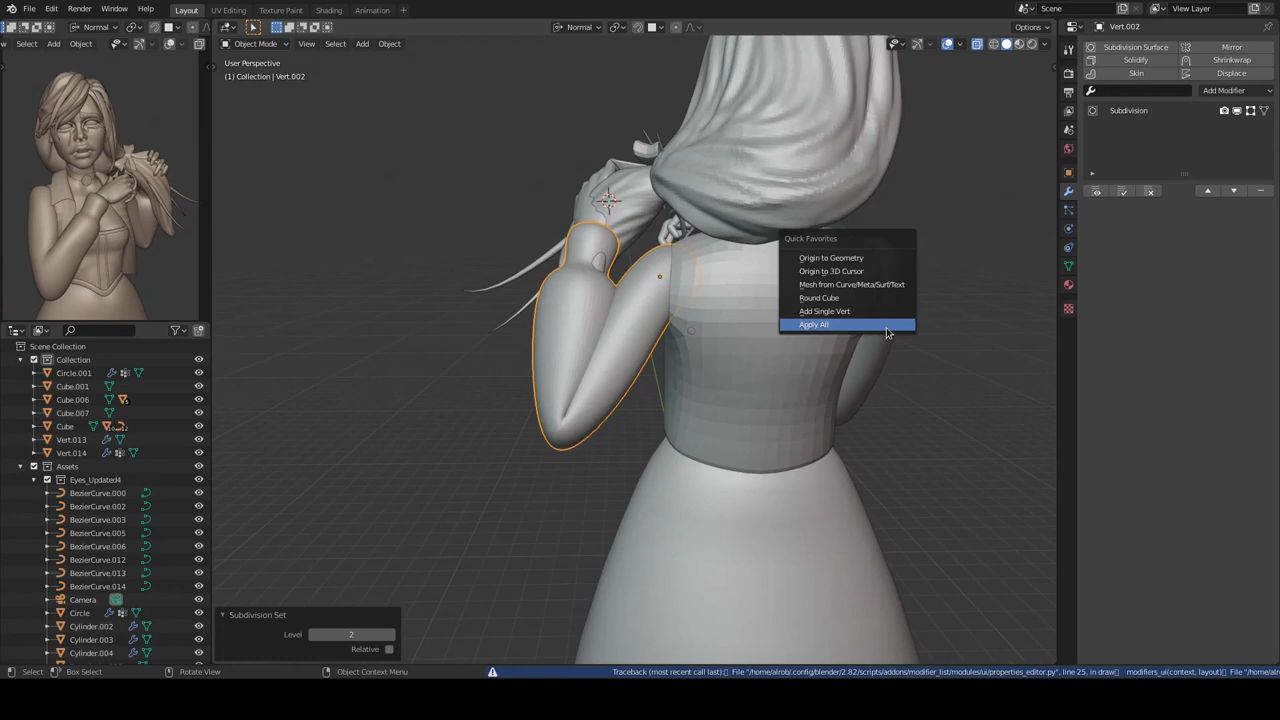 File Edit Render Window Help Layout UV Editing Texture Paint Shading Animation + Scene View Layer
Normal Normal Options Vert.002
Select Add Object Object Mode View Select Add Object
User Perspective
(1) Collection | Vert.002
Subdivision Surface Mirror
Solidify Shrinkwrap
Skin Displace
Add Modifier
Subdivision
Quick Favorites
Origin to Geometry
Origin to 3D Cursor
Mesh from Curve/Meta/Surf/Text
Round Cube
Add Single Vert
Apply All
Scene Collection
Collection
Circle.001
Cube.001
Cube.006
Cube.007
Cube
Vert.013
Vert.014
Assets
Eyes_Updated4
BezierCurve.000
BezierCurve.002
BezierCurve.003
BezierCurve.005
BezierCurve.006
BezierCurve.012
BezierCurve.013
BezierCurve.014
Camera
Circle
Cylinder.002
Cylinder.003
Cylinder.004
Subdivision Set
Level 2
Relative
Select Box Select Rotate View Object Context Menu Traceback (most recent call last): File "/home/alrob/.config/blender/2.82/scripts/addons/modifier_list/modules/ui/properties_editor.py", line 25, in draw modifiers_ui(context, layout) File "/home/alr